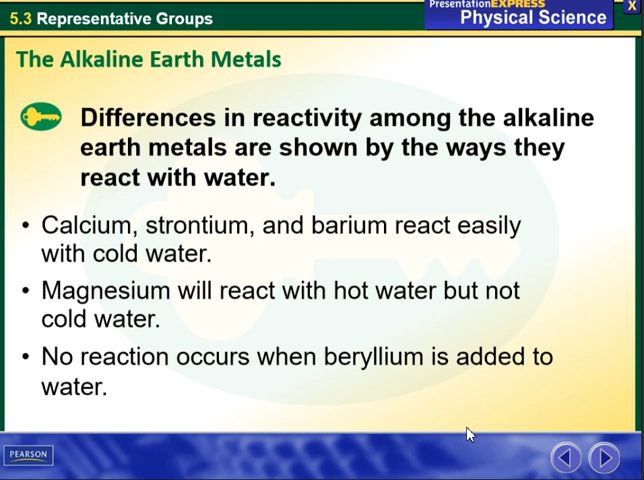 PresentationEXPRESS
X
5.3 Representative Groups
Physical Science
The Alkaline Earth Metals
Differences in reactivity among the alkaline
earth metals are shown by the ways they
react with water.
• Calcium, strontium, and barium react easily
with cold water.
• Magnesium will react with hot water but not
cold water.
• No reaction occurs when beryllium is added to
water.
PEARSON